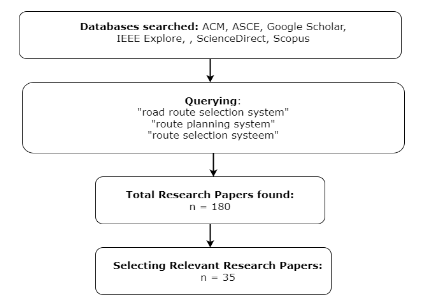 Databases searched: ACM, ASCE, Google Scholar,
IEEE Explore, , ScienceDirect, Scopus
Querying:
"road route selection system"
"route planning system"
"route selection systeem"
Total Research Papers found:
n = 180
Selecting Relevant Research Papers:
n = 35